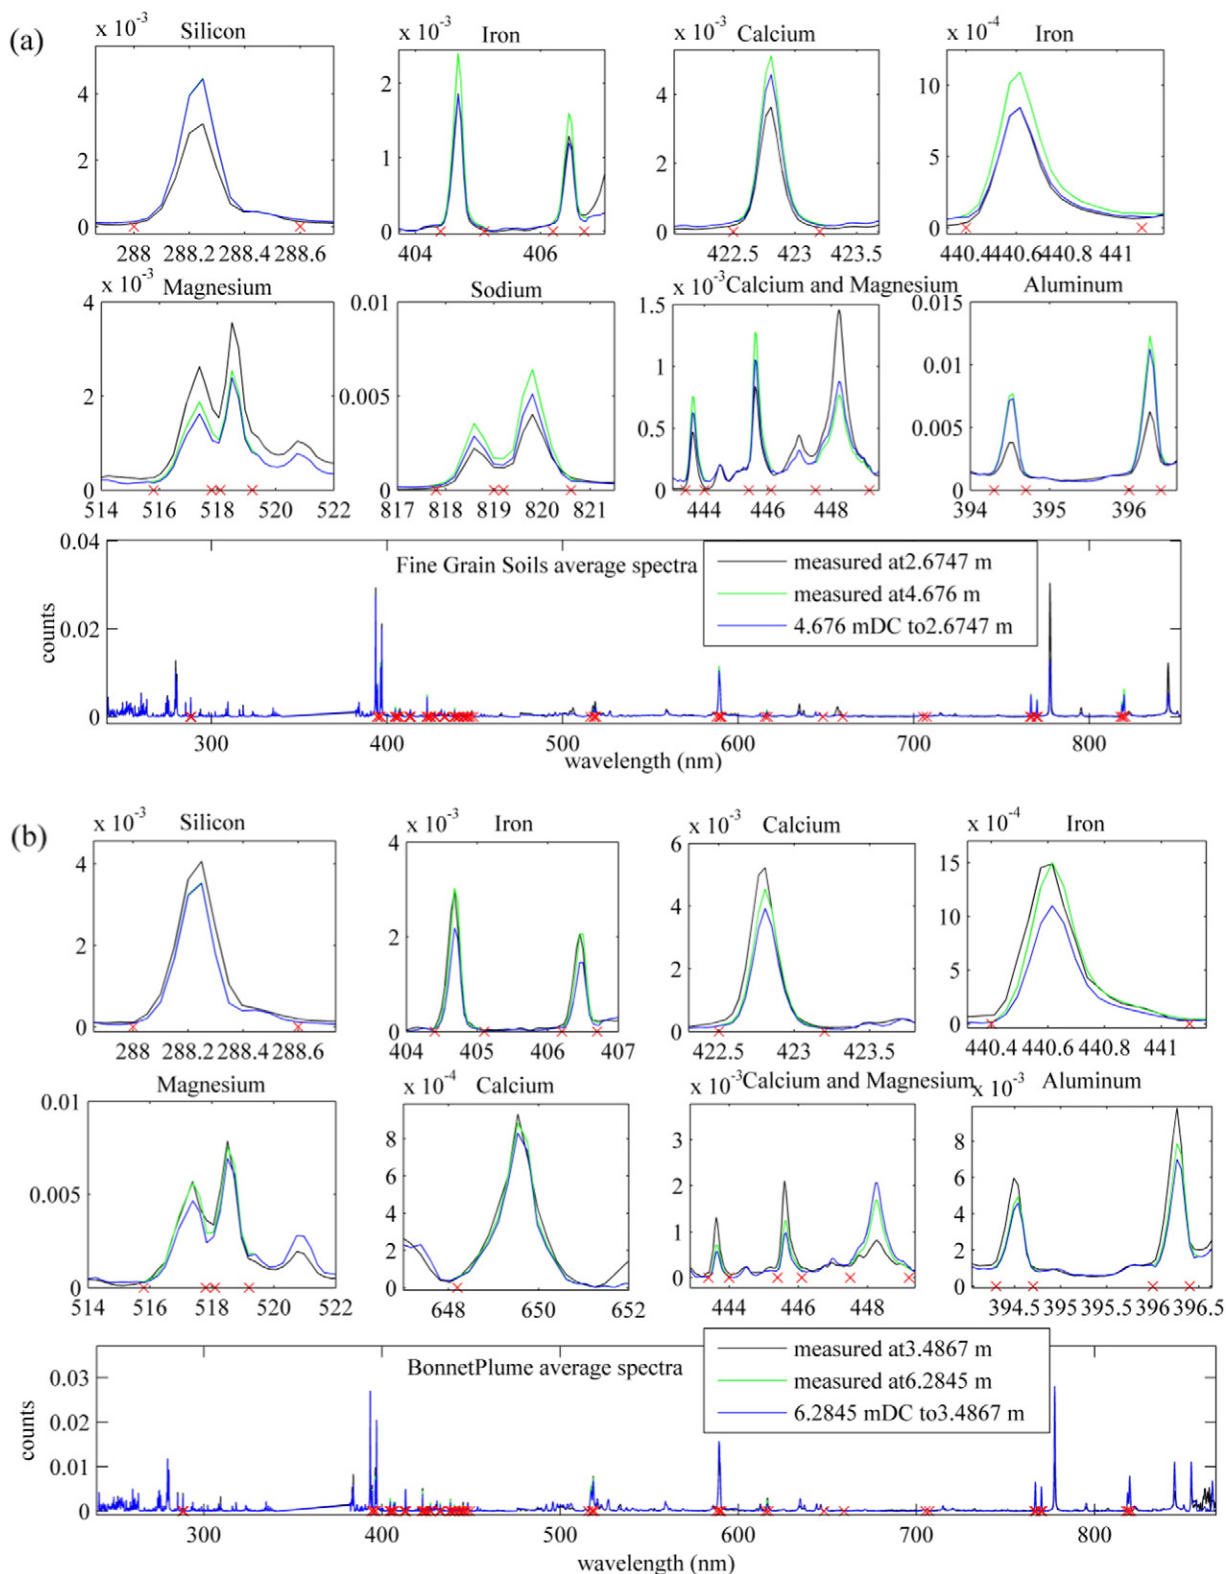 (a)
x 10-3 Silicon
4
2
0
288 288.2 288.4 288.6
x 10-3 Iron
2
1
0
404 406
x 10-3 Calcium
4
2
0
422.5 423 423.5
x 10-4 Iron
10
5
0
440.4 440.6 440.8 441
x 10-3 Magnesium
4
2
0
514 516 518 520 522
Sodium
0.01
0.005
0
817 818 819 820 821
x 10-3 Calcium and Magnesium
1.5
1
0.5
0
444 446 448
Aluminum
0.015
0.01
0.005
0
394 395 396
0.04
0.02
0
counts
Fine Grain Soils average spectra
measured at2.6747 m
measured at4.676 m
4.676 mDC to2.6747 m
300 400 500 600 700 800
wavelength (nm)
(b)
x 10-3 Silicon
4
2
0
288 288.2 288.4 288.6
x 10-3 Iron
4
2
0
404 405 406 407
x 10-3 Calcium
6
4
2
0
422.5 423 423.5
x 10-4 Iron
15
10
5
0
440.4 440.6 440.8 441
Magnesium
0.01
0.005
0
514 516 518 520 522
x 10-4 Calcium
8
6
4
2
0
648 650 652
x 10-3 Calcium and Magnesium
3
2
1
0
444 446 448
x 10-3 Aluminum
8
6
4
2
0
394.5 395 395.5 396 396.5
0.03
0.02
0.01
0
counts
BonnetPlume average spectra
measured at3.4867 m
measured at6.2845 m
6.2845 mDC to3.4867 m
300 400 500 600 700 800
wavelength (nm)